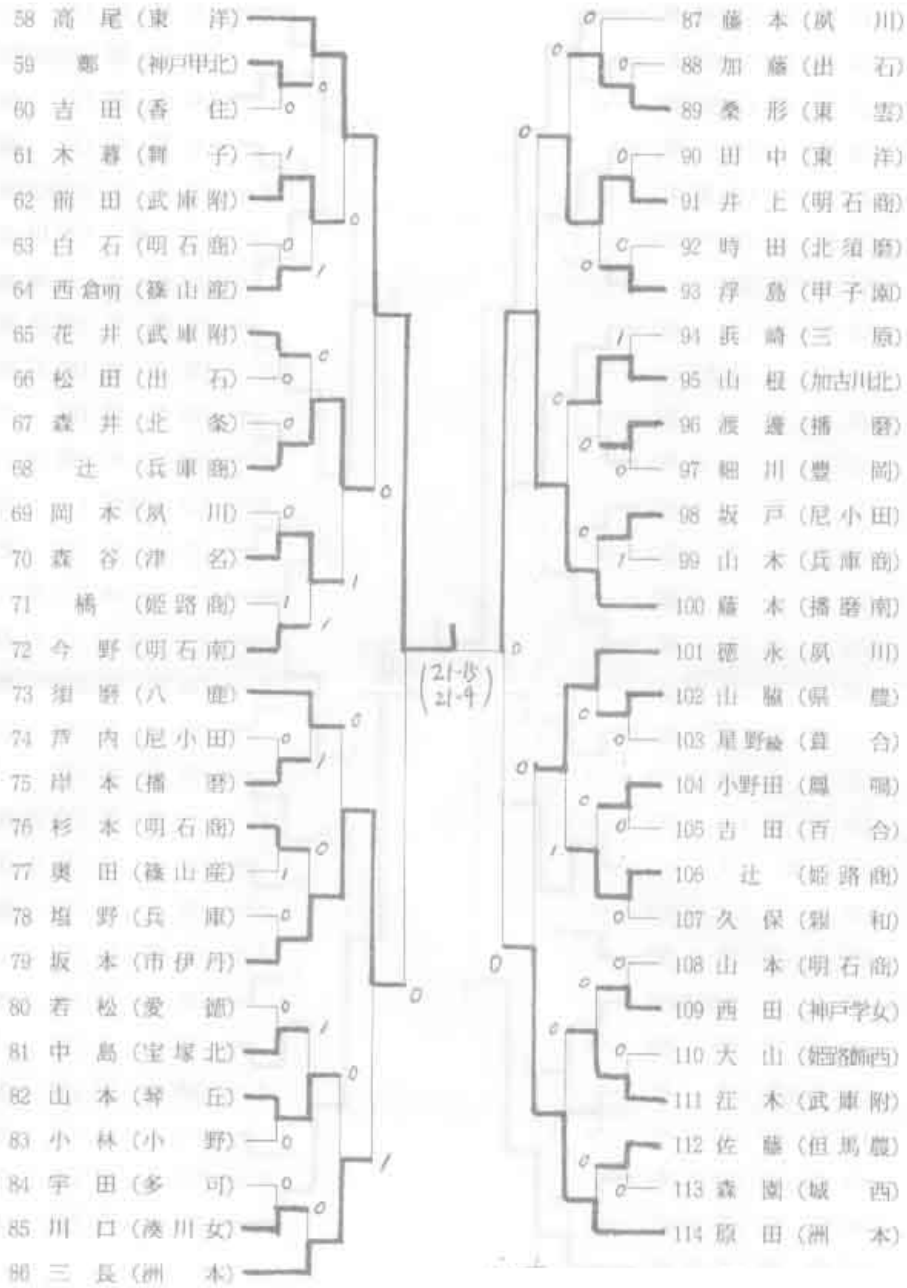 58 高尾（東洋）
59 鄭（神戸甲北）
60 吉田（香住）
61 木暮（舞子）
62 前田（武庫附）
63 白石（明石商）
64 西倉明（篠山産）
65 花井（武庫附）
66 松田（出石）
67 森井（北条）
68 辻（兵庫商）
69 岡本（夙川）
70 森谷（津名）
71 橘（姫路商）
72 今野（明石南）
73 須磨（八鹿）
74 芦内（尼小田）
75 岸本（播磨）
76 杉本（明石商）
77 奥田（篠山産）
78 塩野（兵庫）
79 坂本（市伊丹）
80 若松（愛徳）
81 中島（宝塚北）
82 山本（琴丘）
83 小林（小野）
84 宇田（多可）
85 川口（湊川女）
86 三長（洲本）
(21-15
21-9)
87 藤本（夙川）
88 加藤（出石）
89 桑形（東雲）
90 田中（東洋）
91 井上（明石商）
92 時田（北須磨）
93 浮島（甲子園）
94 浜崎（三原）
95 山根（加古川北）
96 渡邊（播磨）
97 細川（豊岡）
98 坂戸（尼小田）
99 山本（兵庫商）
100 藤本（播磨南）
101 徳永（夙川）
102 山脇（県農）
103 星野綾（葺合）
104 小野田（鳳鳴）
105 吉田（百合）
106 辻（姫路商）
107 久保（親和）
108 山本（明石商）
109 西田（神戸学女）
110 大山（姫路飾西）
111 江木（武庫附）
112 佐藤（但馬農）
113 森園（城西）
114 原田（洲本）